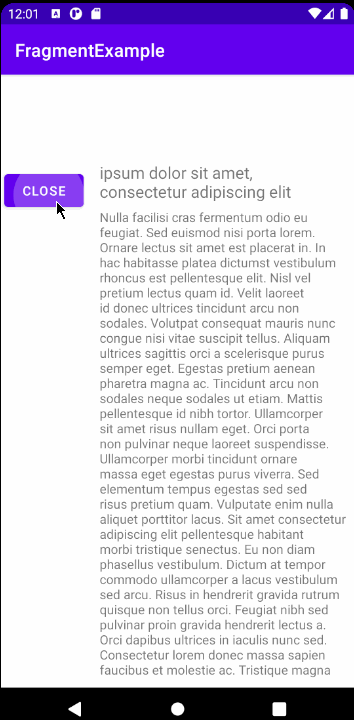 12:01
FragmentExample
CLOSE
ipsum dolor sit amet,
consectetur adipiscing elit
Nulla facilisi cras fermentum odio eu
feugiat. Sed euismod nisi porta lorem.
Ornare lectus sit amet est placerat in. In
hac habitasse platea dictumst vestibulum
rhoncus est pellentesque elit. Nisl vel
pretium lectus quam id. Velit laoreet
id donec ultrices tincidunt arcu non
sodales. Volutpat consequat mauris nunc
congue nisi vitae suscipit tellus. Aliquam
ultrices sagittis orci a scelerisque purus
semper eget. Egestas pretium aenean
pharetra magna ac. Tincidunt arcu non
sodales neque sodales ut etiam. Mattis
pellentesque id nibh tortor. Ullamcorper
sit amet risus nullam eget. Orci porta
non pulvinar neque laoreet suspendisse.
Ullamcorper morbi tincidunt ornare
massa eget egestas purus viverra. Sed
elementum tempus egestas sed sed
risus pretium quam. Vulputate enim nulla
aliquet porttitor lacus. Sit amet consectetur
adipiscing elit pellentesque habitant
morbi tristique senectus. Eu non diam
phasellus vestibulum. Dictum at tempor
commodo ullamcorper a lacus vestibulum
sed arcu. Risus in hendrerit gravida rutrum
quisque non tellus orci. Feugiat nibh sed
pulvinar proin gravida hendrerit lectus a.
Orci dapibus ultrices in iaculis nunc sed.
Consectetur lorem donec massa sapien
faucibus et molestie ac. Tristique magna